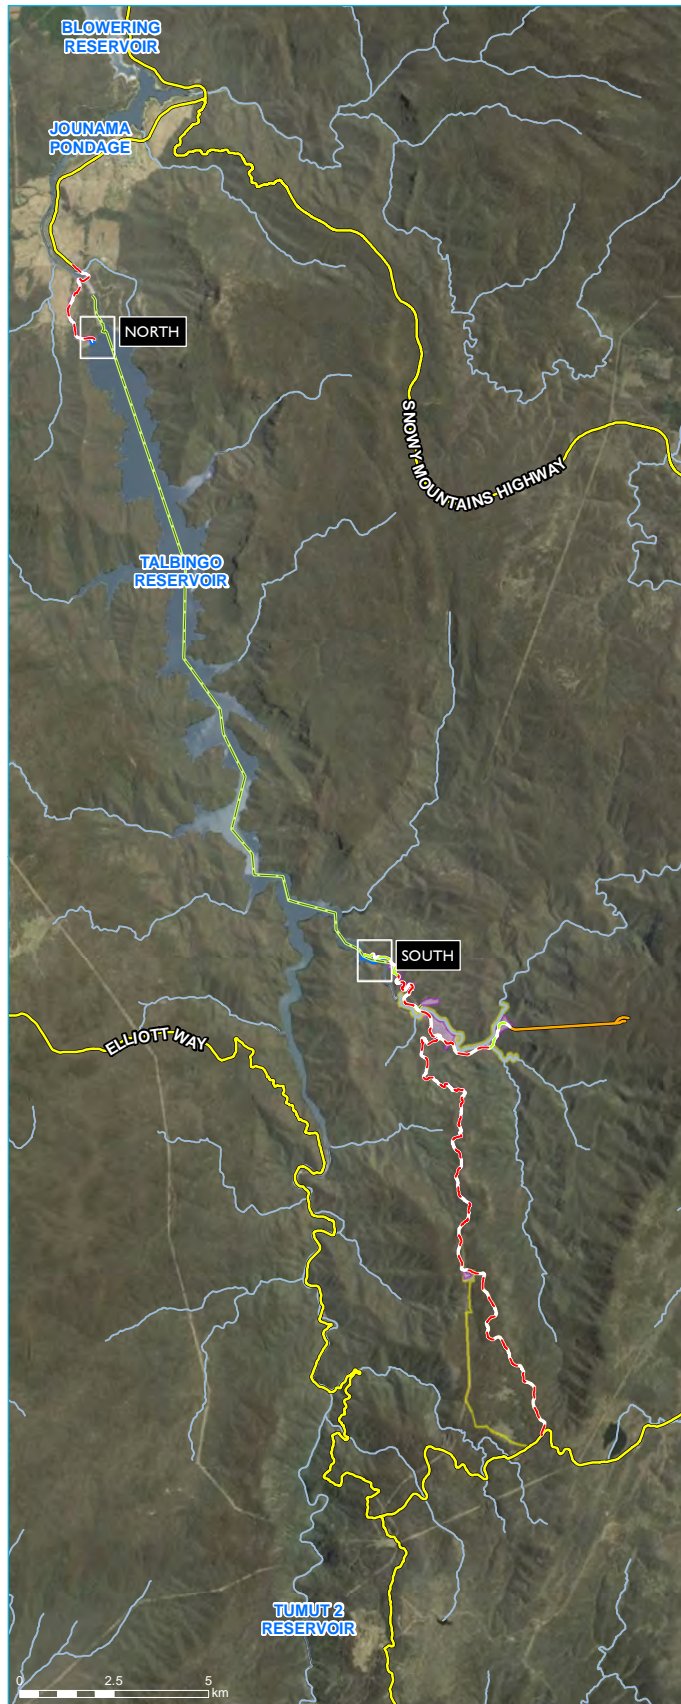 BLOWERING
RESERVOIR
JOUNAMA
PONDAGE
NORTH
SNOWY MOUNTAINS HIGHWAY
TALBINGO
RESERVOIR
SOUTH
ELLIOTT WAY
TUMUT 2
RESERVOIR
0 2.5 5
km